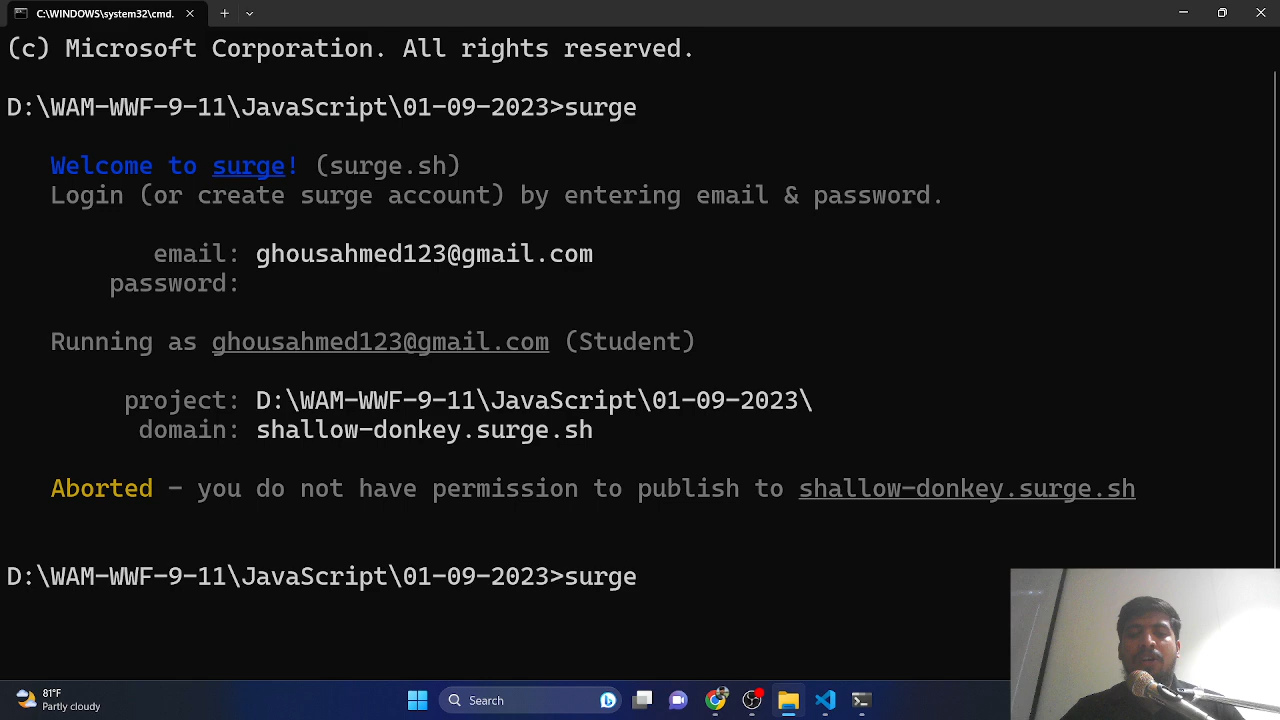 C:\WINDOWS\system32\cmd.
(c) Microsoft Corporation. All rights reserved.
D:\WAM-WWF-9-11\JavaScript\01-09-2023>surge
Welcome to surge! (surge.sh)
Login (or create surge account) by entering email & password.
email: ghousahmed123@gmail.com
password:
Running as ghousahmed123@gmail.com (Student)
project: D:\WAM-WWF-9-11\JavaScript\01-09-2023\
domain: shallow-donkey.surge.sh
Aborted - you do not have permission to publish to shallow-donkey.surge.sh
D:\WAM-WWF-9-11\JavaScript\01-09-2023>surge
81°F
Partly cloudy
Search